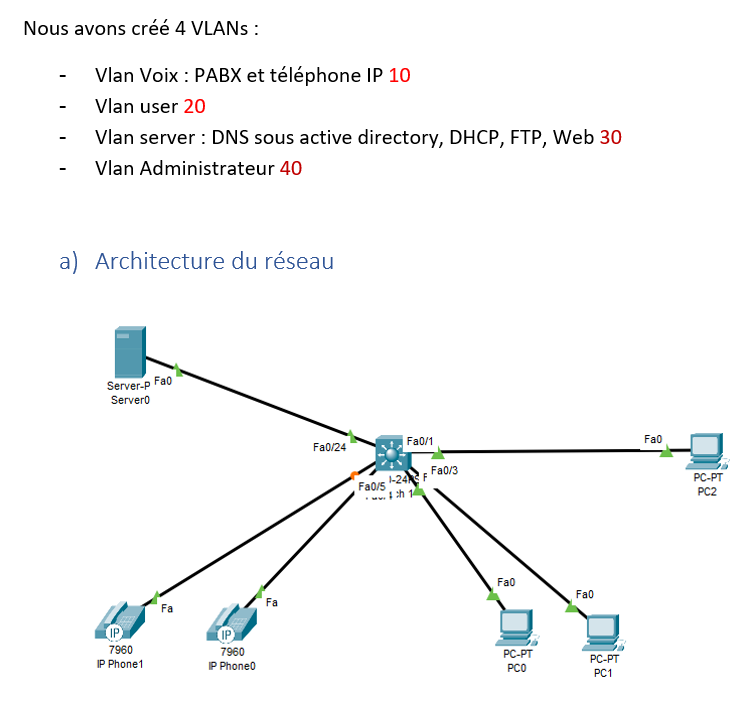 Nous avons créé 4 VLANs :
- Vlan Voix : PABX et téléphone IP 10
- Vlan user 20
- Vlan server : DNS sous active directory, DHCP, FTP, Web 30
- Vlan Administrateur 40
a) Architecture du réseau
Server-P Fa0
Server0
Fa0/24
Fa0/1
Fa0
Fa0/3
Fa0/5
PC-PT
PC2
Fa0
Fa0
Fa
Fa
IP
IP
7960
IP Phone1
7960
IP Phone0
PC-PT
PC0
PC-PT
PC1